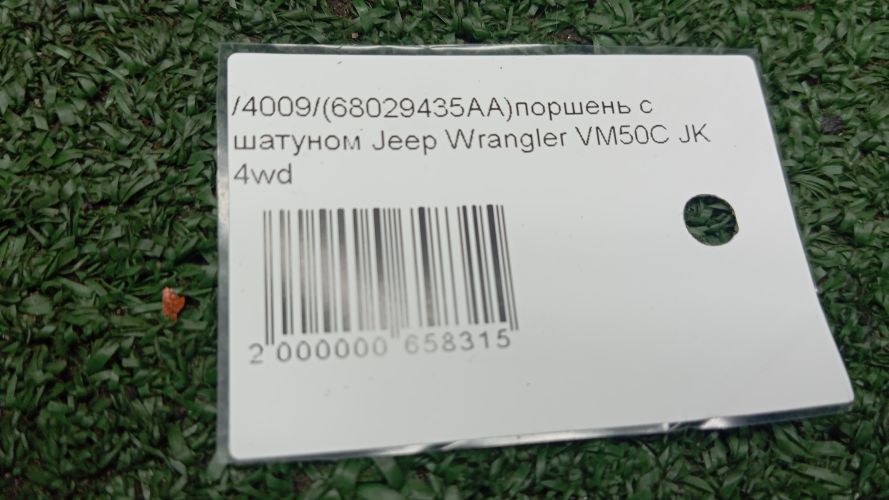 /4009/(68029435AA)поршень с
шатуном Jeep Wrangler VM50C JK
4wd
2 000000 658315